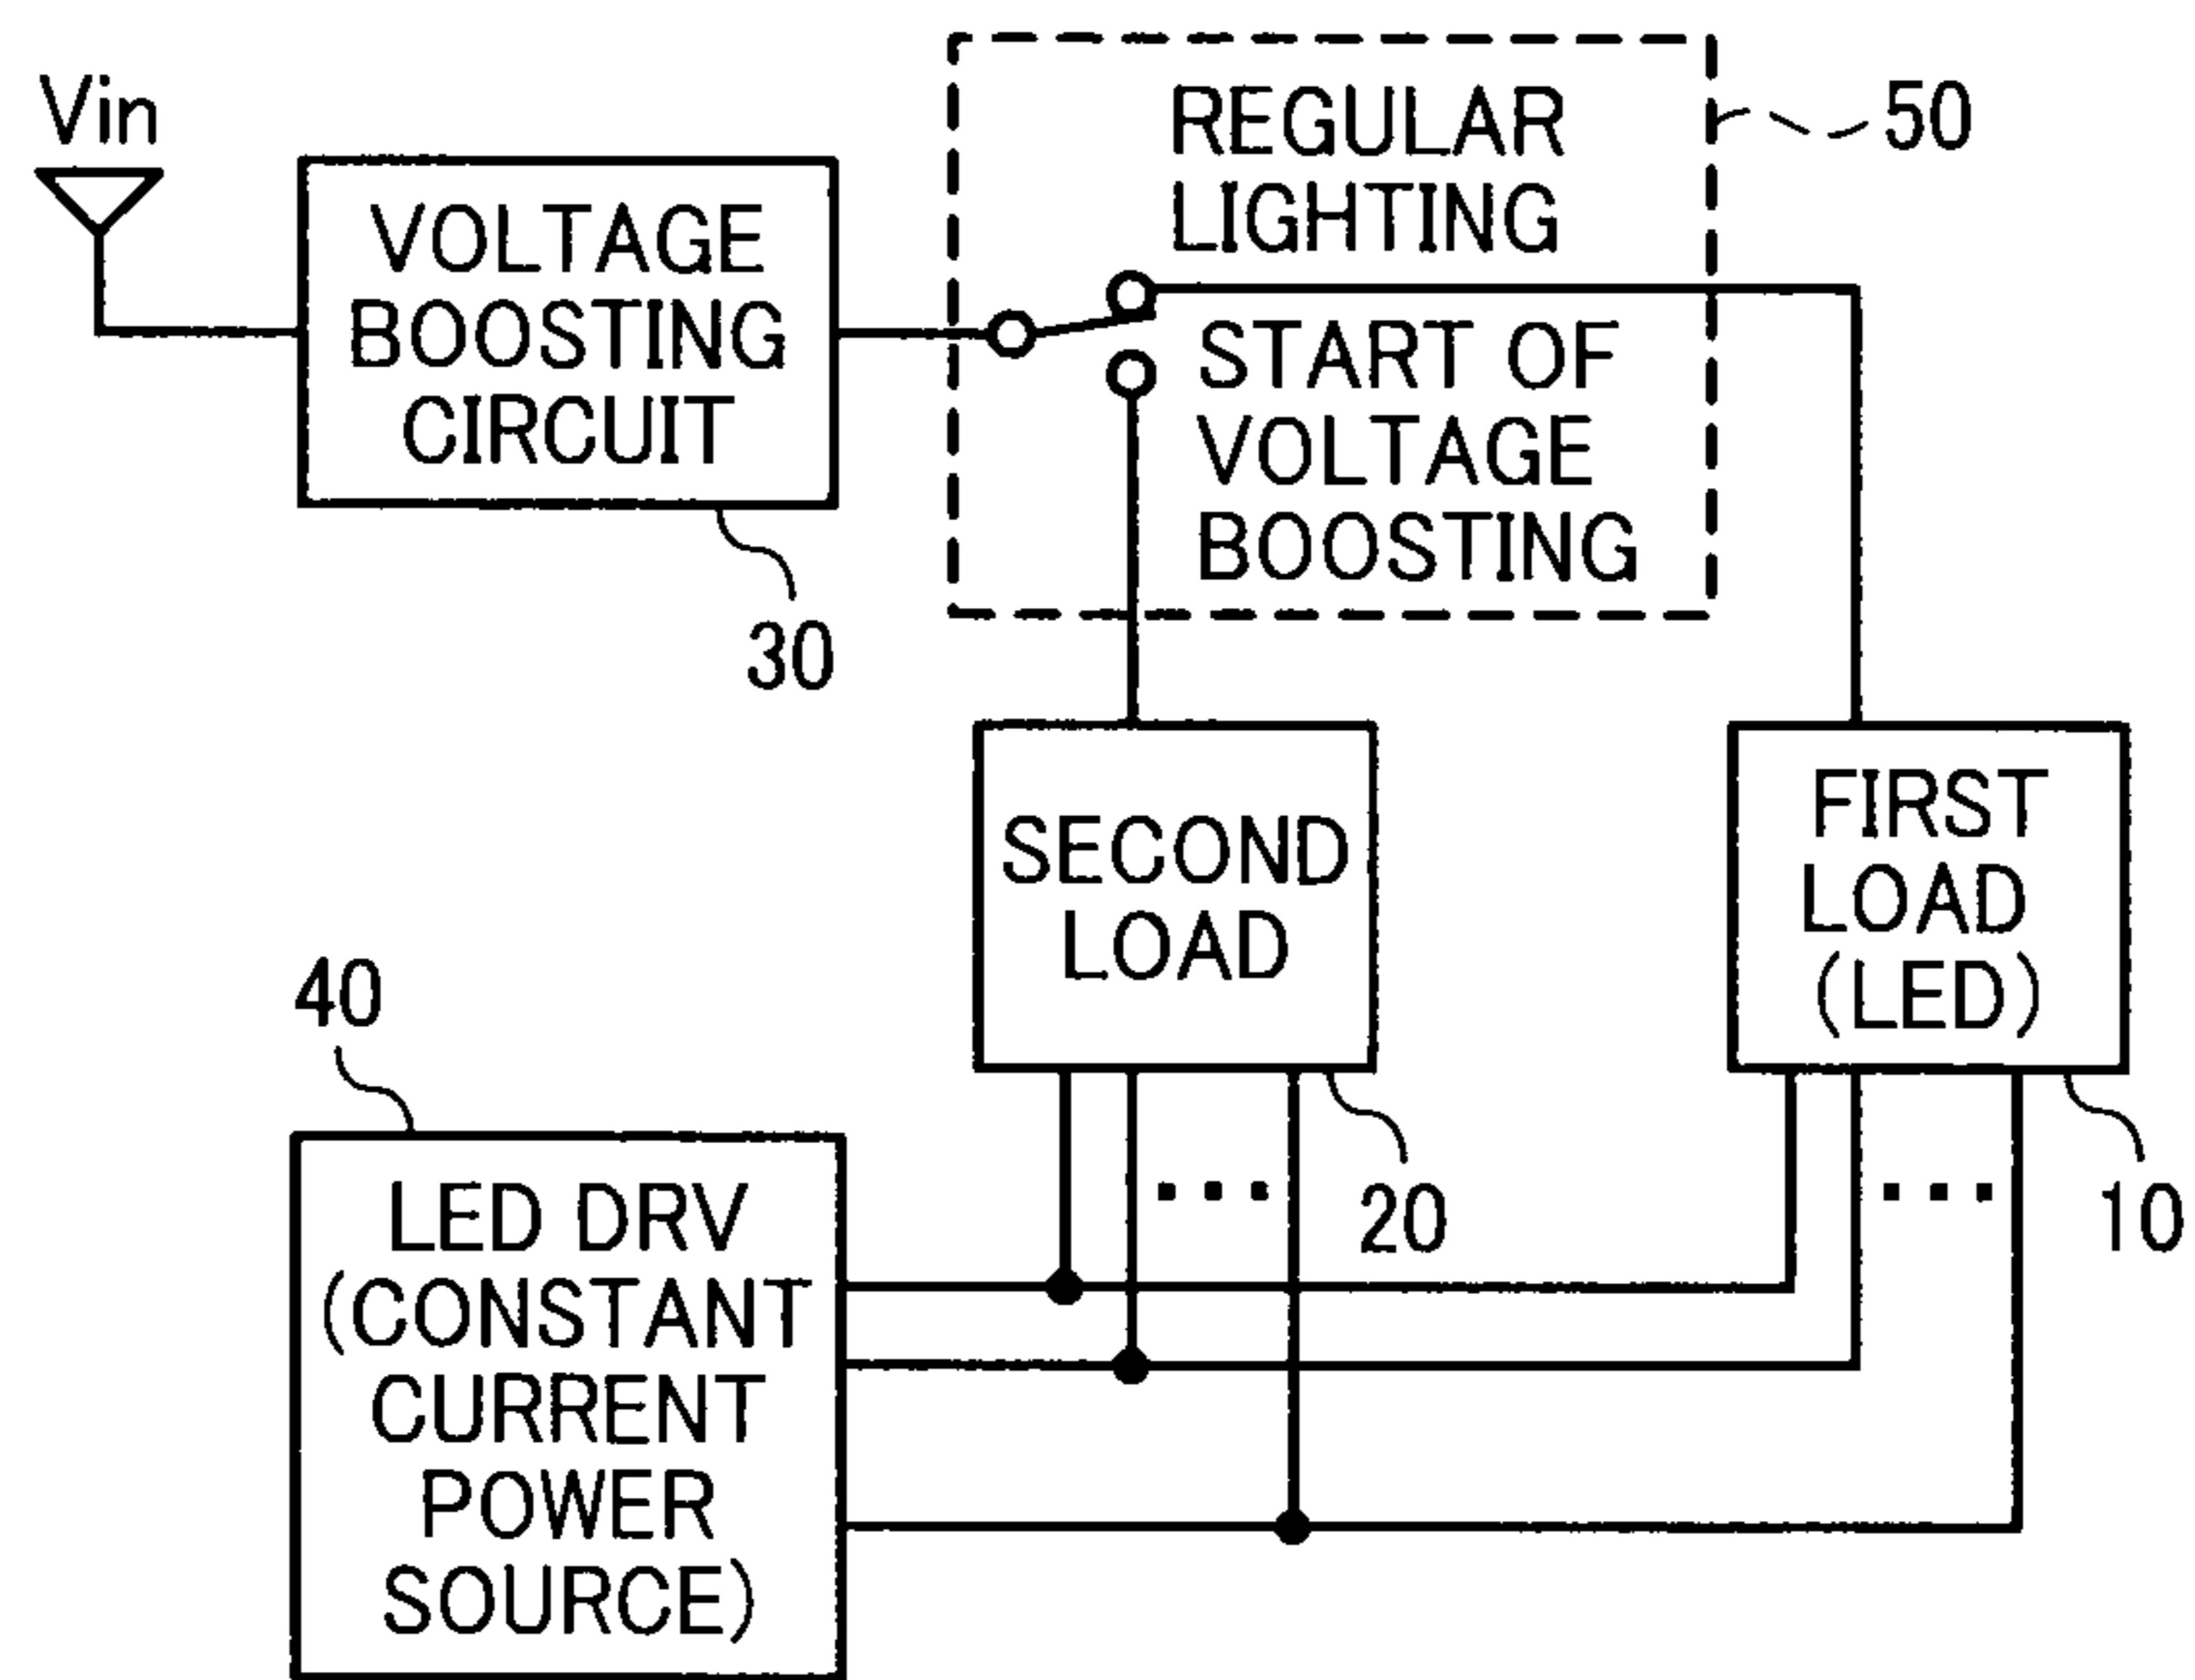 Vin
VOLTAGE
BOOSTING
CIRCUIT
30
REGULAR
LIGHTING
START OF
VOLTAGE
BOOSTING
50
SECOND
LOAD
20
FIRST
LOAD
(LED)
10
40
LED DRV
(CONSTANT
CURRENT
POWER
SOURCE)
...
...